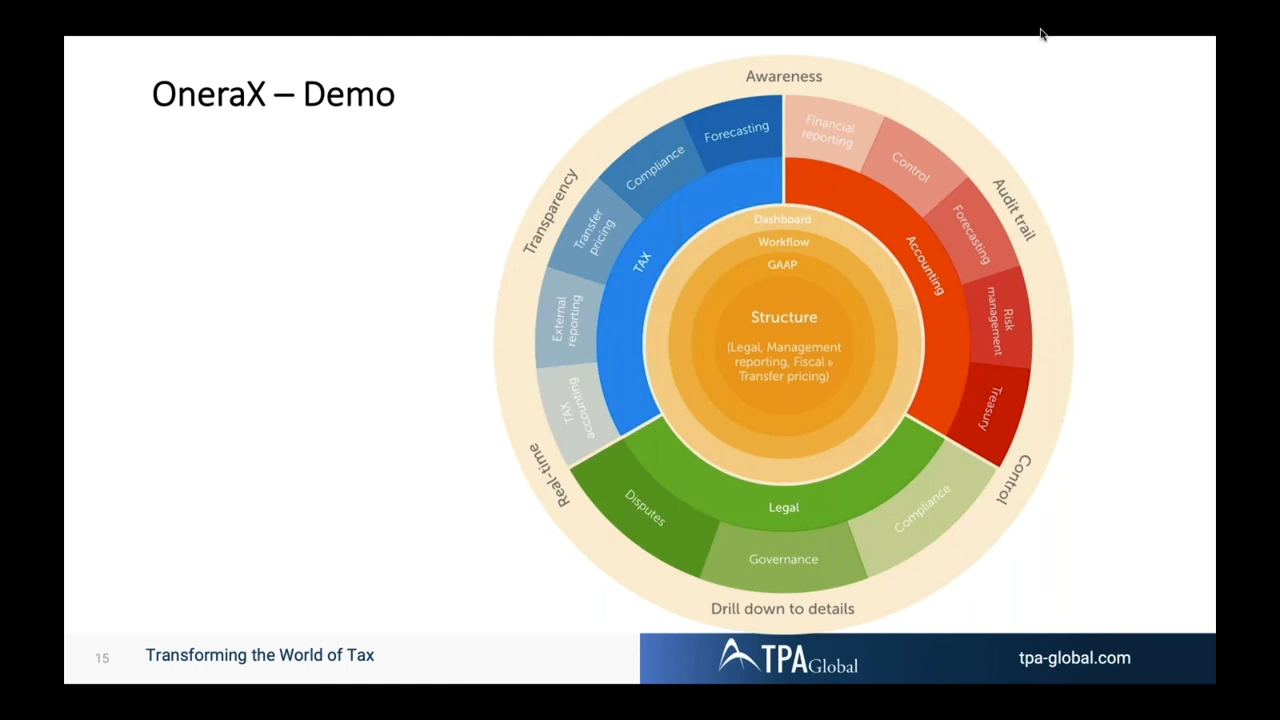 OneraX – Demo
Awareness
Transparency
Audit trail
Real-time
Control
Drill down to details
Forecasting
Compliance
Transfer
pricing
External
reporting
TAX
accounting
TAX
Financial
reporting
Control
Forecasting
Risk
management
Treasury
Accounting
Dashboard
Workflow
GAAP
Structure
(Legal, Management
reporting, Fiscal &
Transfer pricing)
Legal
Disputes
Governance
Compliance
15
Transforming the World of Tax
TPA Global
tpa-global.com